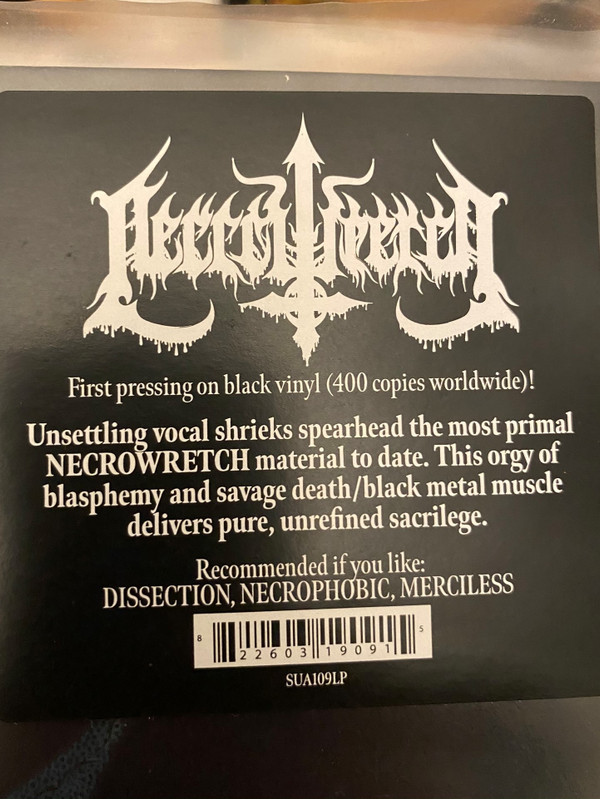 Necrowretch
First pressing on black vinyl (400 copies worldwide)!
Unsettling vocal shrieks spearhead the most primal
NECROWRETCH material to date. This orgy of
blasphemy and savage death/black metal muscle
delivers pure, unrefined sacrilege.
Recommended if you like:
DISSECTION, NECROPHOBIC, MERCILESS
8 22603 19091 5
SUA109LP